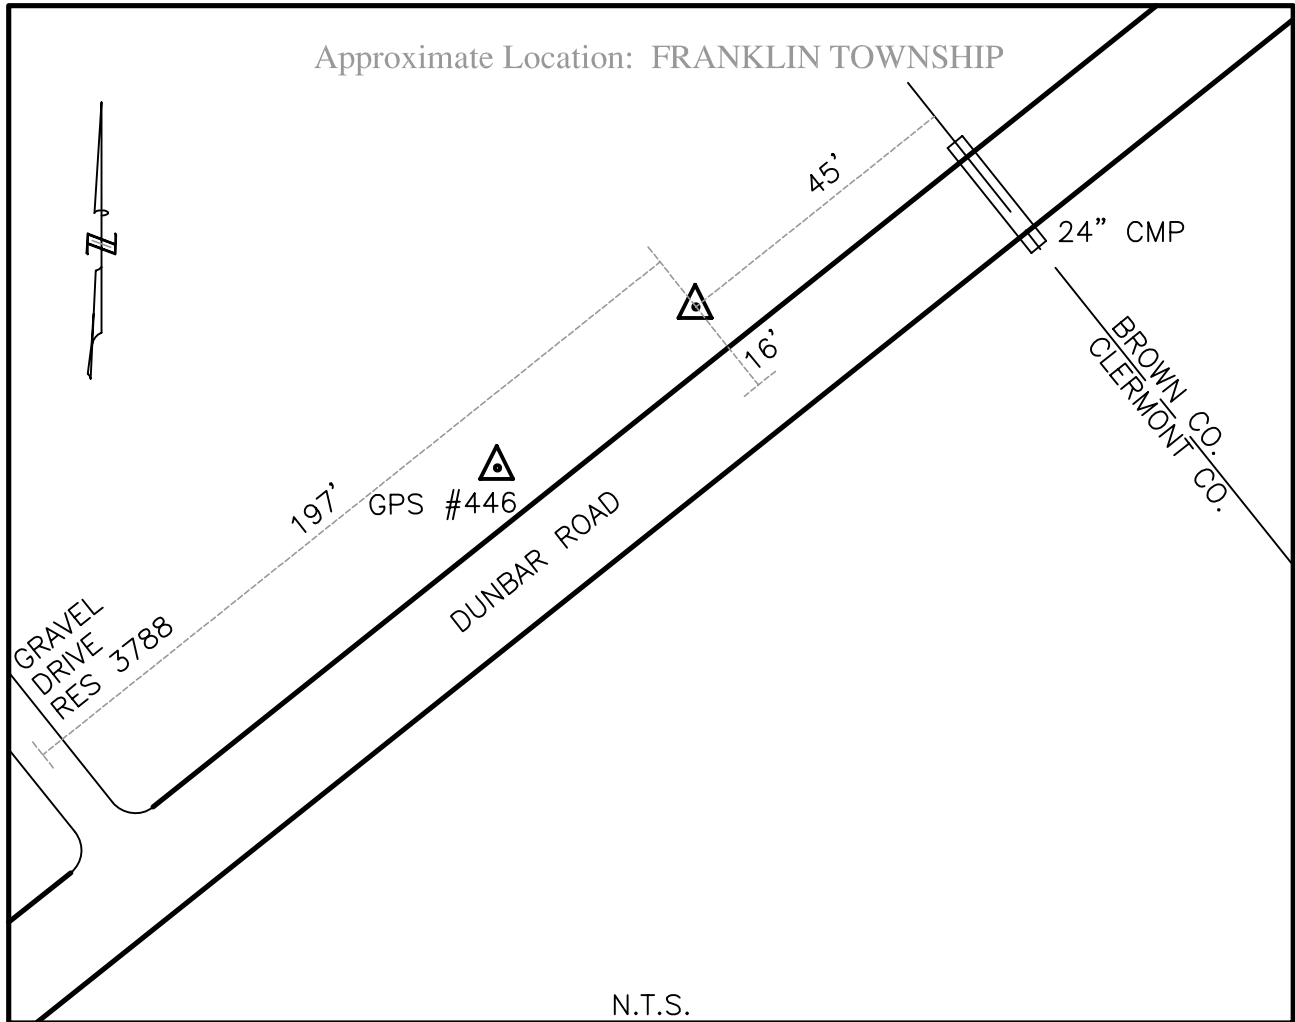 Approximate Location:  FRANKLIN TOWNSHIP
N
45’
24” CMP
16’
BROWN CO.
CLERMONT CO.
197’
GPS #446
DUNBAR ROAD
GRAVEL
DRIVE
RES 3788
N.T.S.